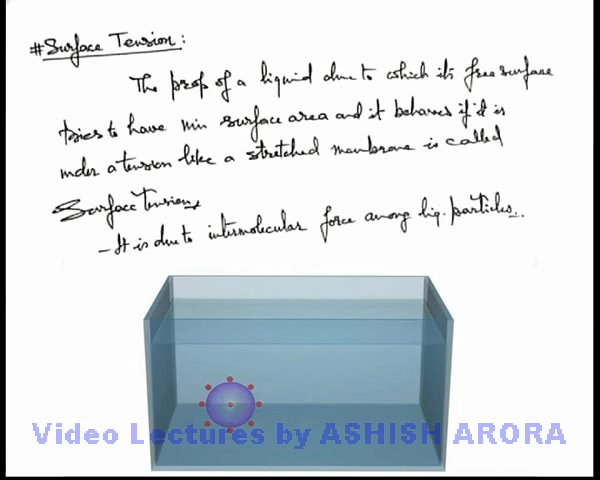 # Surface Tension :
The prop of a liquid due to which its free surface
tries to have min surface area and it behaves if it is
under a tension like a stretched membrane is called
Surface Tension.
- It is due to intermolecular force among liq. particles.
Video Lectures by ASHISH ARORA